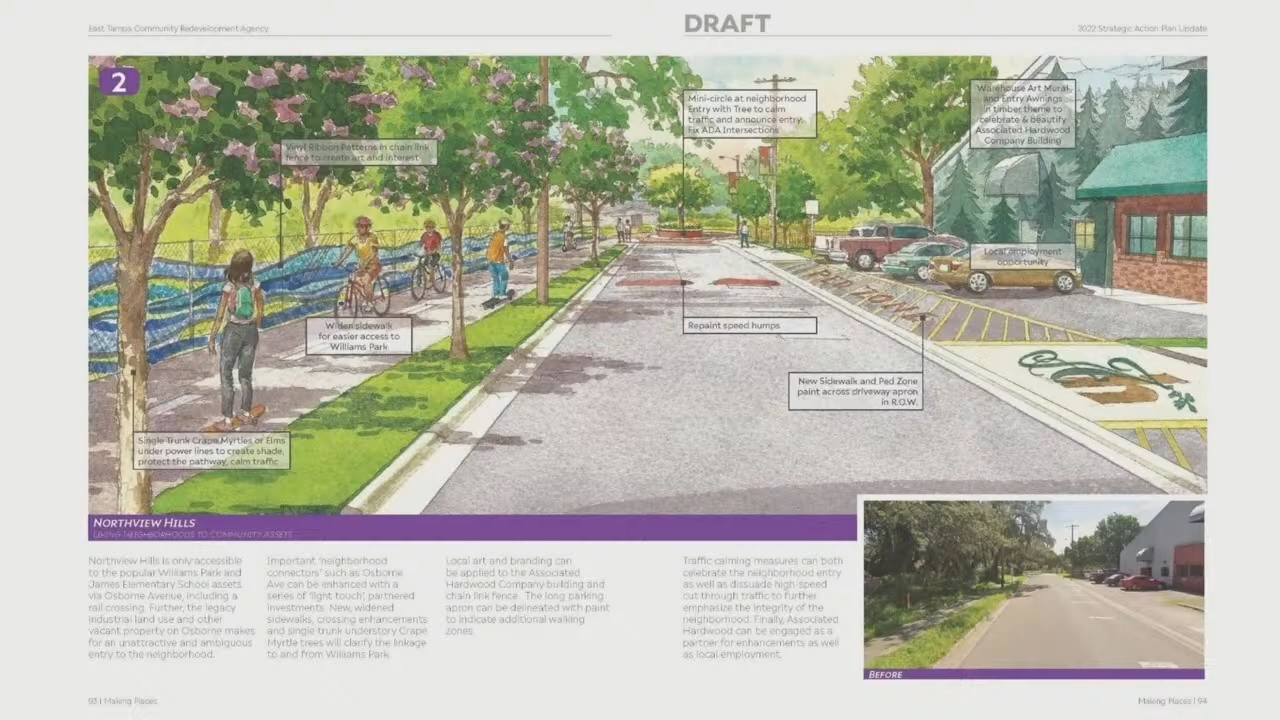 East Tampa Community Redevelopment Agency
DRAFT
2022 Strategic Action Plan Update
2
Vinyl Ribbon Patterns in chain link
fence to create art and interest
Mini-circle at neighborhood
Entry with Tree to calm
traffic and announce entry.
Fix ADA Intersections
Warehouse Art Mural
and Entry Awnings
in timber theme to
celebrate & beautify
Associated Hardwood
Company Building
Local employment
opportunity
Widen sidewalk
for easier access to
Williams Park
Repaint speed humps
PED ZONE
New Sidewalk and Ped Zone
paint across driveway apron
in R.O.W.
Single Trunk Crape Myrtles or Elms
under power lines to create shade,
protect the pathway, calm traffic
NORTHVIEW HILLS
LINKING NEIGHBORHOODS TO COMMUNITY ASSETS
Northview Hills is only accessible
to the popular Williams Park and
James Elementary School assets
via Osborne Avenue, including a
rail crossing. Further, the legacy
industrial land use and other
vacant property on Osborne makes
for an unattractive and ambiguous
entry to the neighborhood.
Important 'neighborhood
connectors' such as Osborne
Ave can be enhanced with a
series of 'light touch', partnered
investments. New, widened
sidewalks, crossing enhancements
and single trunk understory Crape
Myrtle trees will clarify the linkage
to and from Williams Park.
Local art and branding can
be applied to the Associated
Hardwood Company building and
chain link fence. The long parking
apron can be delineated with paint
to indicate additional walking
zones.
Traffic calming measures can both
celebrate the neighborhood entry
as well as dissuade high-speed
cut through traffic to further
emphasize the integrity of the
neighborhood. Finally, Associated
Hardwood can be engaged as a
partner for enhancements as well
as local employment.
BEFORE
93 | Making Places
Making Places | 94